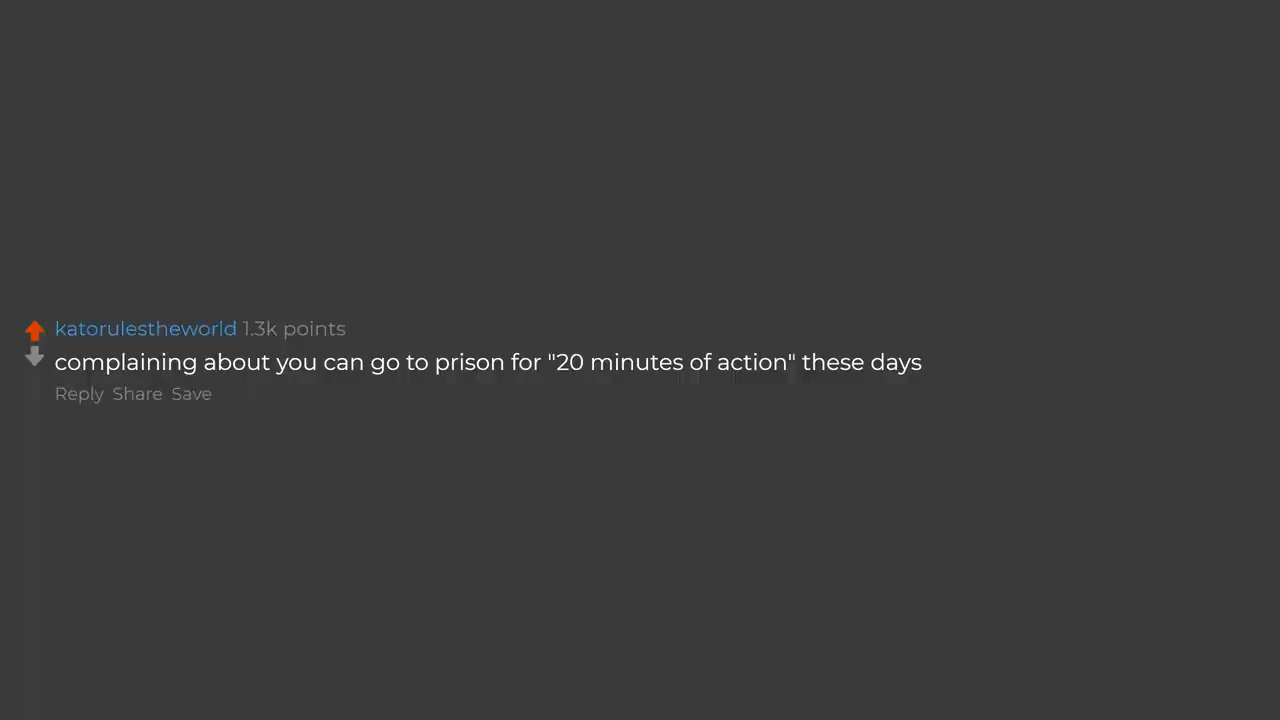 katorulestheworld 1.3k points
complaining about you can go to prison for "20 minutes of action" these days
Reply Share Save